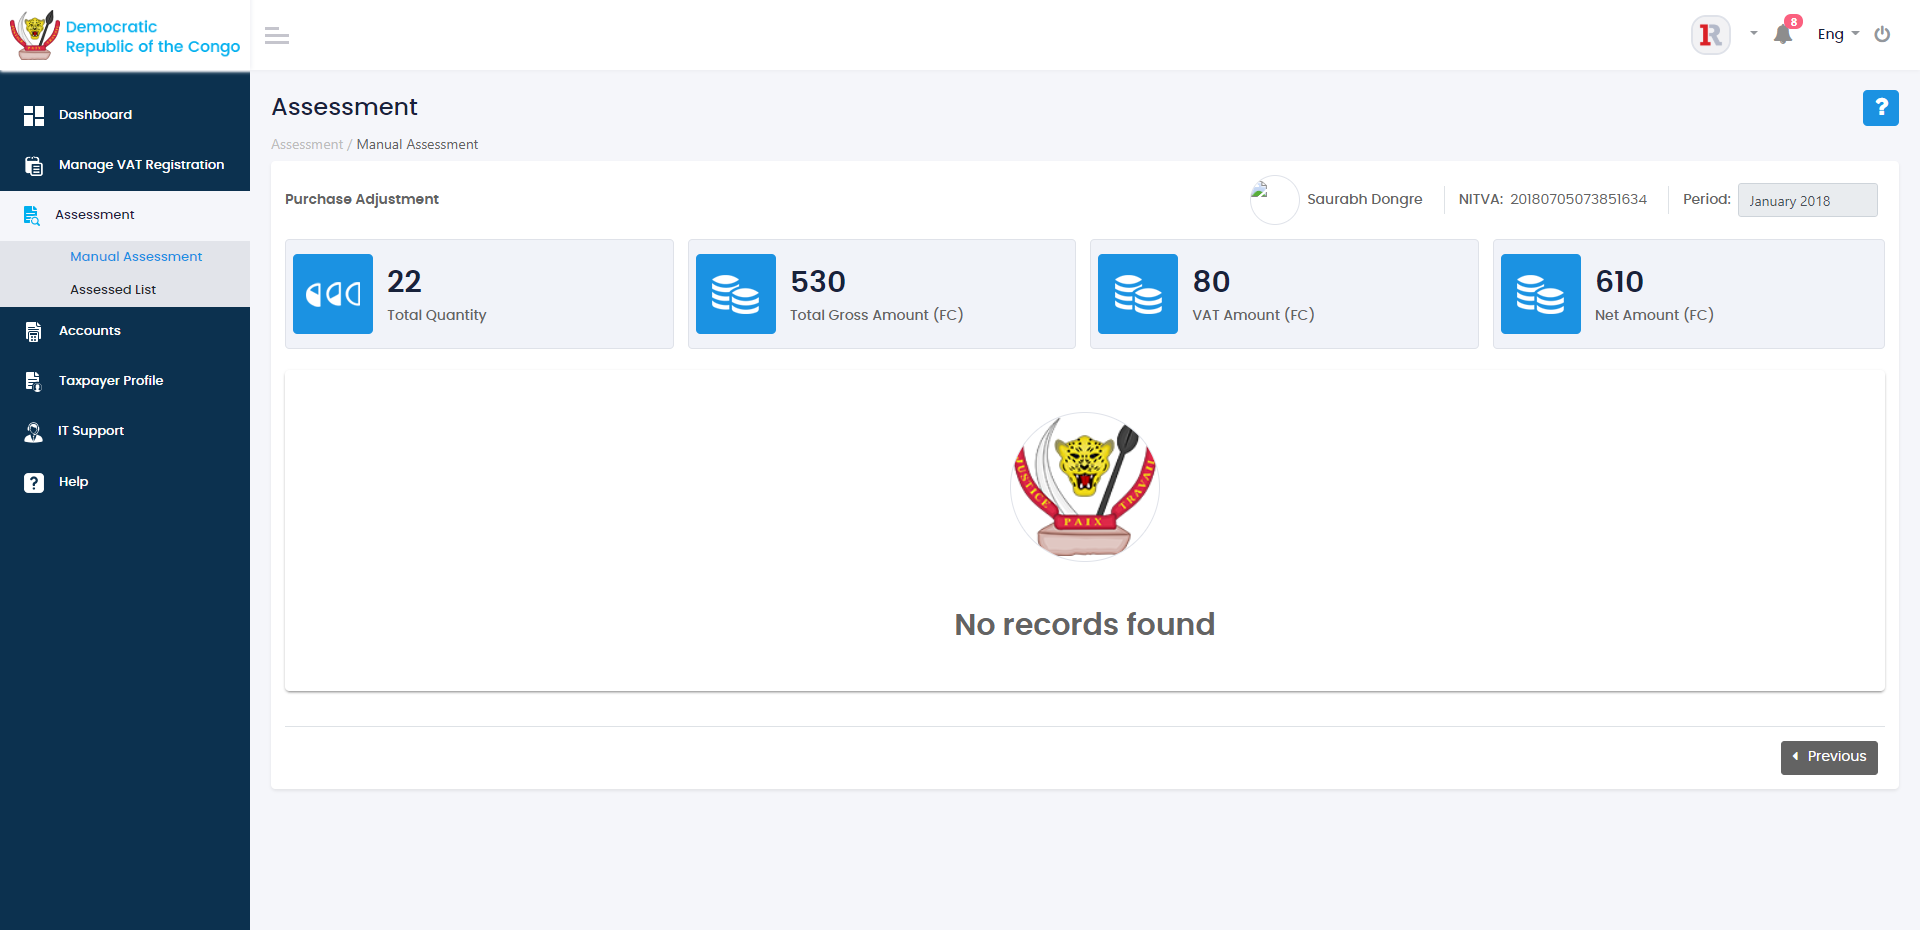 Democratic
Republic of the Congo
8
Eng
Dashboard
Manage VAT Registration
Assessment
Manual Assessment
Assessed List
Accounts
Taxpayer Profile
IT Support
Help
Assessment
?
Assessment / Manual Assessment
Purchase Adjustment
Saurabh Dongre
NITVA: 20180705073851634
Period: January 2018
22
Total Quantity
530
Total Gross Amount (FC)
80
VAT Amount (FC)
610
Net Amount (FC)
JUSTICE PAIX TRAVAIL
No records found
Previous